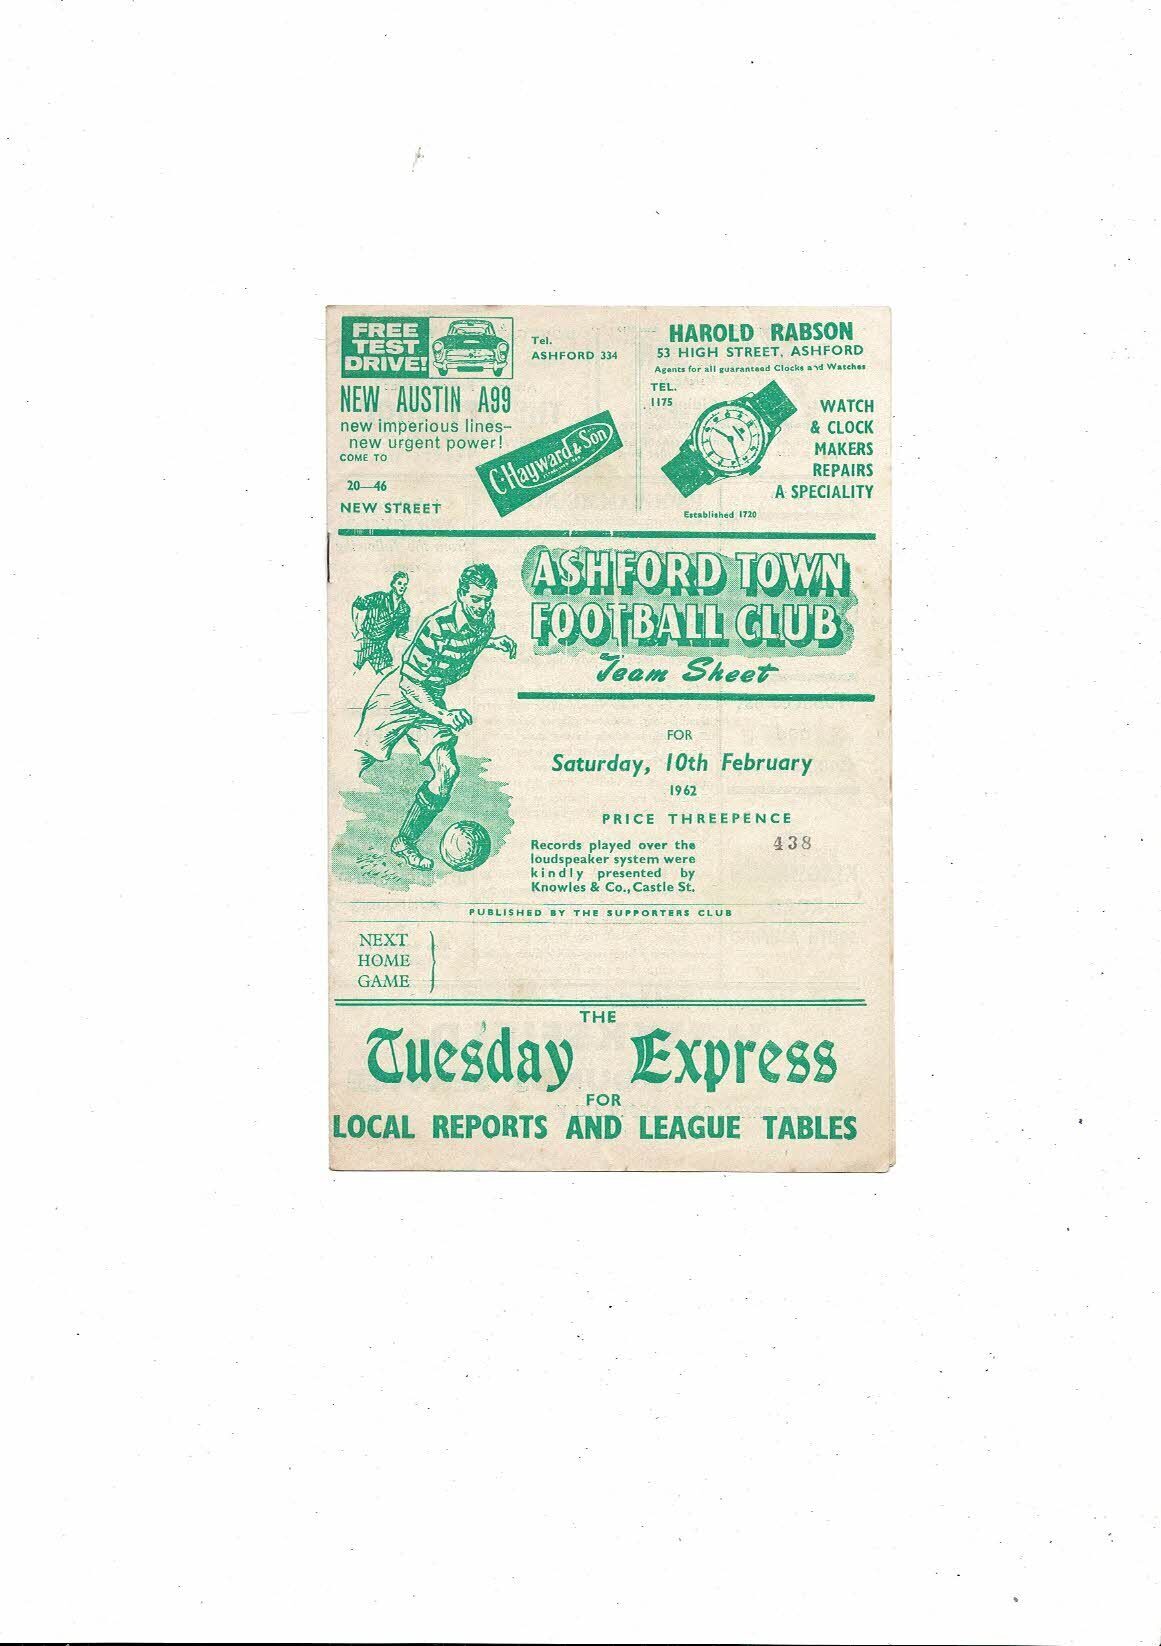 FREE
TEST
DRIVE!
NEW AUSTIN A99
new imperious lines—
new urgent power!
COME TO
20—46
NEW STREET
Tel.
ASHFORD 334
C. Hayward & Son
HAROLD RABSON
53 HIGH STREET, ASHFORD
Agents for all guaranteed Clocks and Watches
TEL.
1175
WATCH
& CLOCK
MAKERS
REPAIRS
A SPECIALITY
Established 1720
ASHFORD TOWN
FOOTBALL CLUB
Team Sheet
FOR
Saturday, 10th February
1962
PRICE THREEPENCE
438
Records played over the
loudspeaker system were
kindly presented by
Knowles & Co., Castle St.
PUBLISHED BY THE SUPPORTERS CLUB
NEXT
HOME
GAME
THE
Tuesday Express
FOR
LOCAL REPORTS AND LEAGUE TABLES